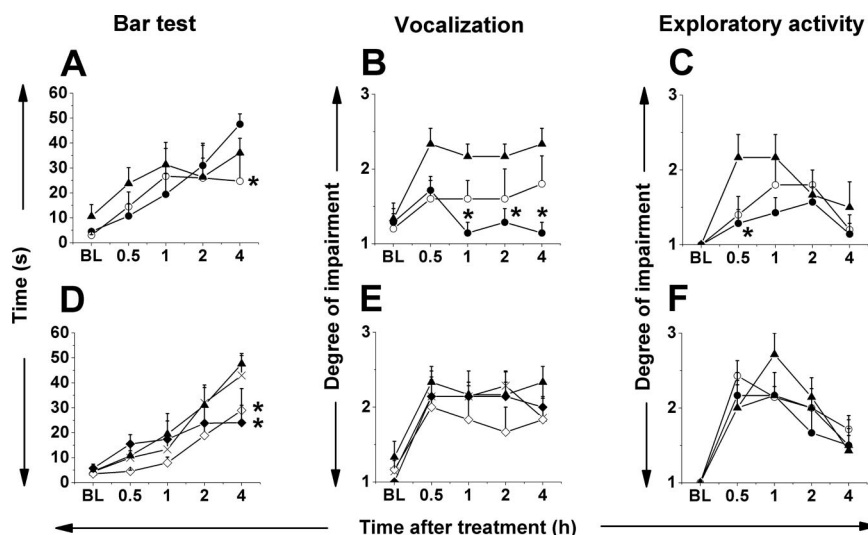 Bar test Vocalization Exploratory activity
A B C
60 3 3
50
40
30 2 2
20
10
0 1 1
* * * * *
BL 0.5 1 2 4 BL 0.5 1 2 4 BL 0.5 1 2 4
Time (s) Degree of impairment Degree of impairment
D E F
60 3 3
50
40
30 2 2
20
10
0 1 1
* *
BL 0.5 1 2 4 BL 0.5 1 2 4 BL 0.5 1 2 4
Time after treatment (h)